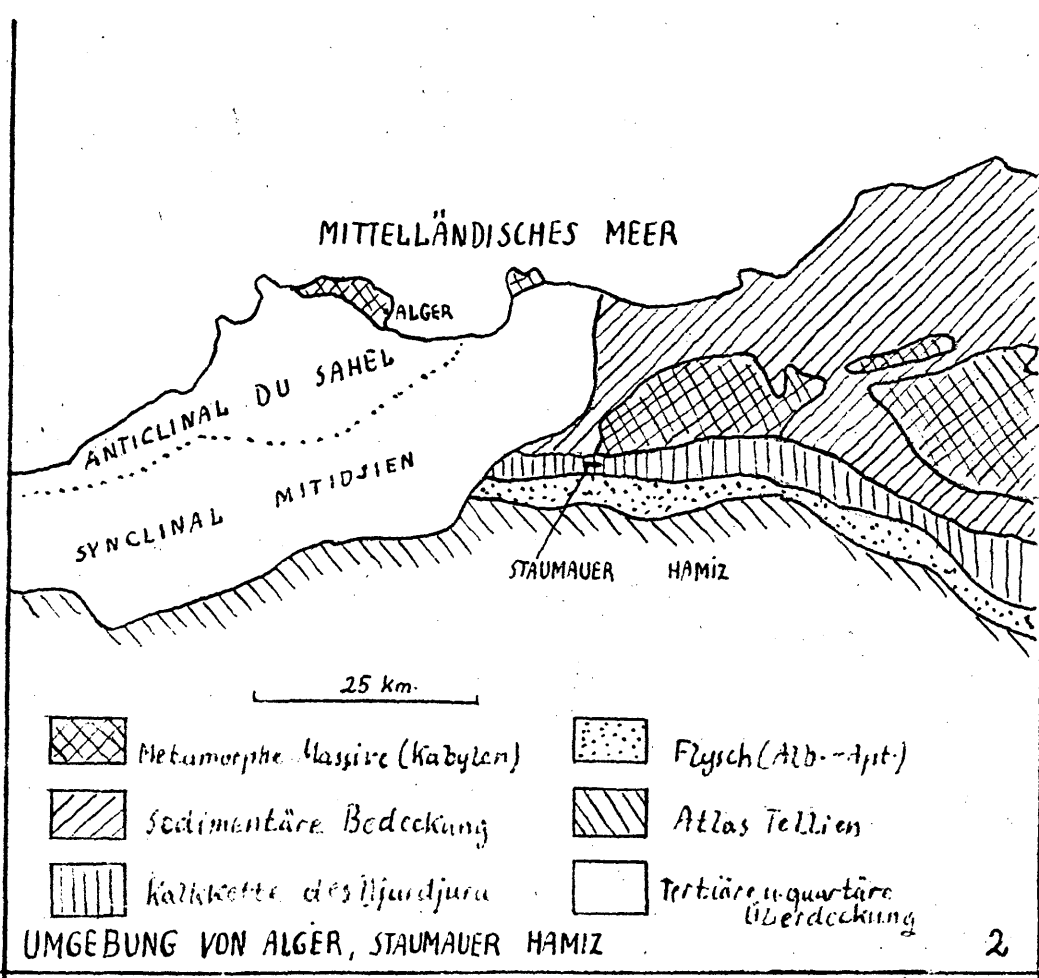 MITTELLÄNDISCHES MEER
ALGER
ANTICLINAL DU SAHEL
SYNCLINAL MITIDJIEN
STAUMAUER HAMIZ
25 km.
Metamorphe Massive (Kabylen)
Sedimentäre Bedeckung
Kalkkette des Djurdjura
Flysch (Alb.-Apt.)
Atlas Tellien
Tertiäre u. quartäre
Überdeckung
UMGEBUNG VON ALGER, STAUMAUER HAMIZ
2